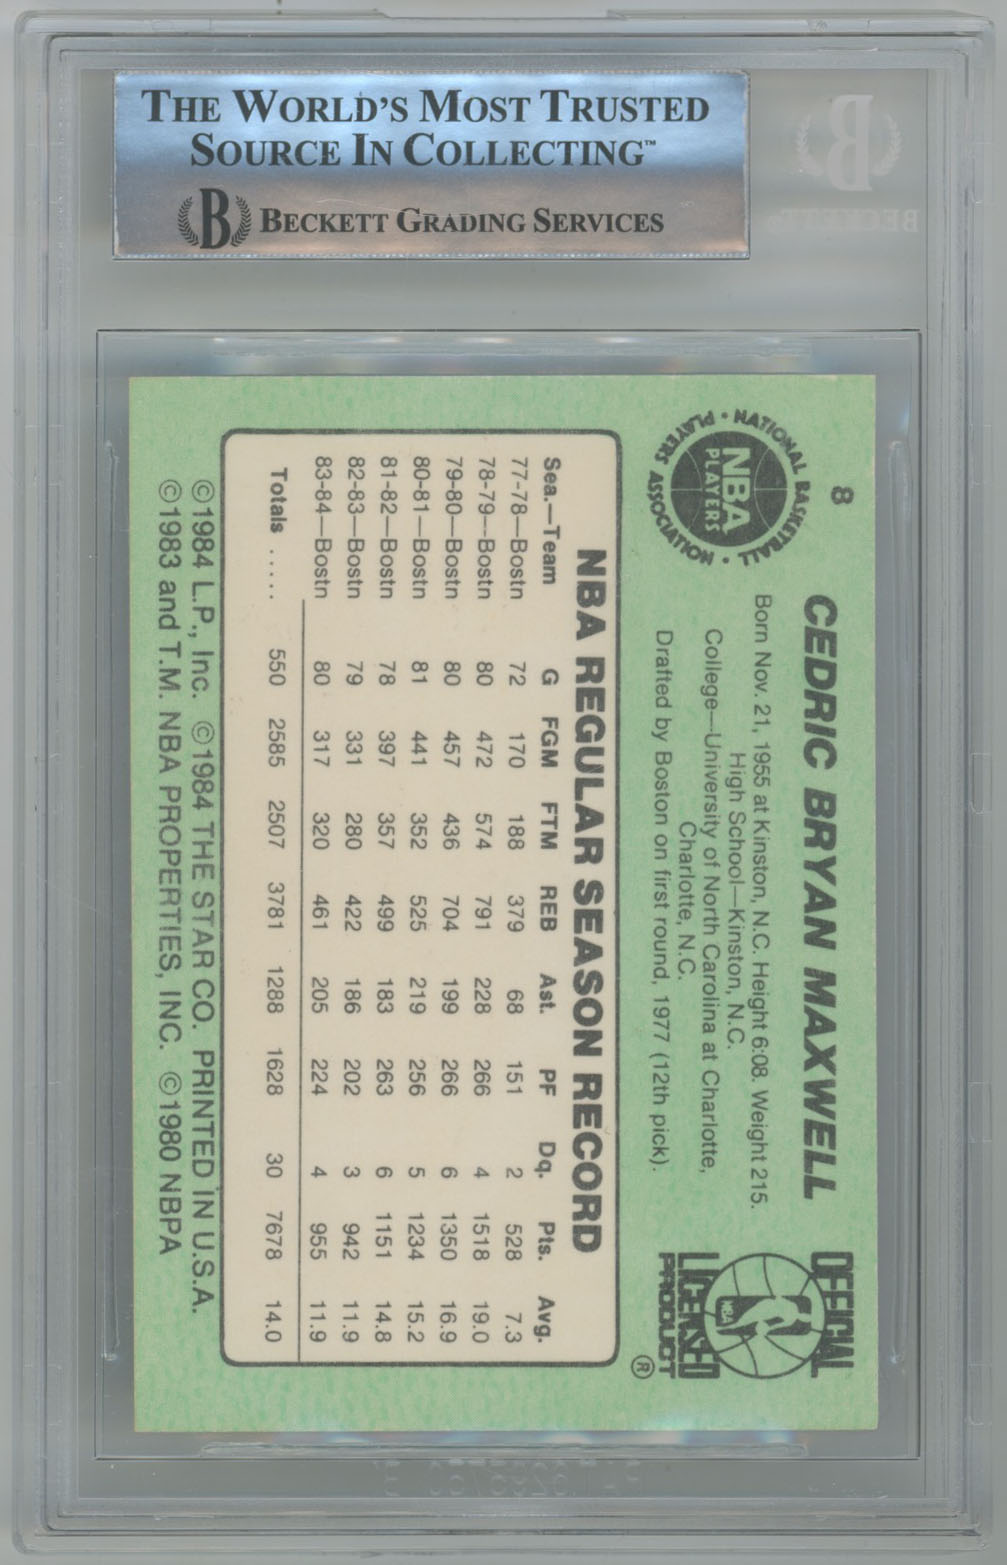 THE WORLD'S MOST TRUSTED
SOURCE IN COLLECTING™
B BECKETT GRADING SERVICES
B
BECKETT
8
NATIONAL BASKETBALL PLAYERS ASSOCIATION
NBA
PLAYERS
CEDRIC BRYAN MAXWELL
Born Nov. 21, 1955 at Kinston, N.C. Height 6:08. Weight 215.
High School—Kinston, N.C.
College—University of North Carolina at Charlotte,
Charlotte, N.C.
Drafted by Boston on first round, 1977 (12th pick).
OFFICIAL
NBA
LICENSED
PRODUCT
®
NBA REGULAR SEASON RECORD
Sea.—Team G FGM FTM REB Ast. PF Dq. Pts. Avg.
77-78—Bostn 72 170 188 379 68 151 2 528 7.3
78-79—Bostn 80 472 574 791 228 266 4 1518 19.0
79-80—Bostn 80 457 436 704 199 266 6 1350 16.9
80-81—Bostn 81 441 352 525 219 256 5 1234 15.2
81-82—Bostn 78 397 357 499 183 263 6 1151 14.8
82-83—Bostn 79 331 280 422 186 202 3 942 11.9
83-84—Bostn 80 317 320 461 205 224 4 955 11.9
Totals ...... 550 2585 2507 3781 1288 1628 30 7678 14.0
©1984 L.P., Inc. ©1984 THE STAR CO. PRINTED IN U.S.A.
©1983 and T.M. NBA PROPERTIES, INC. ©1980 NBPA